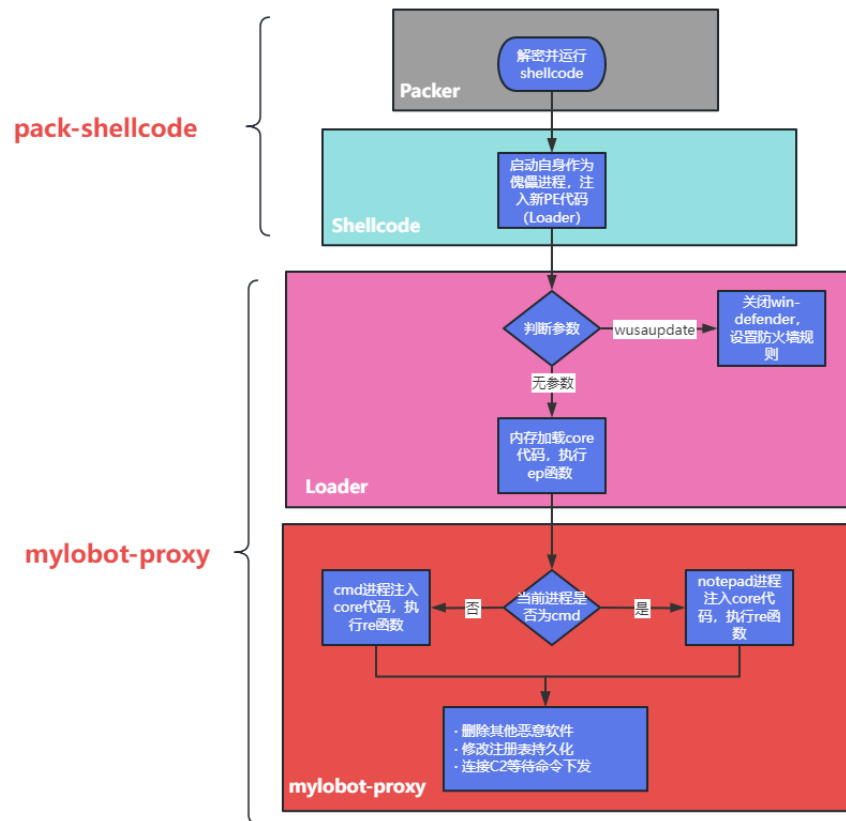 解密并运行
shellcode
Packer
pack-shellcode
启动自身作为
傀儡进程，注
入新PE代码
（Loader）
Shellcode
判断参数
wusaupdate
关闭win-
defender，
设置防火墙规
则
无参数
内存加载core
代码，执行
ep函数
Loader
mylobot-proxy
cmd进程注入
core代码，执
行re函数
否
当前进程是
否为cmd
是
notepad进程
注入core代
码，执行re函
数
· 删除其他恶意软件
· 修改注册表持久化
· 连接C2等待命令下发
mylobot-proxy